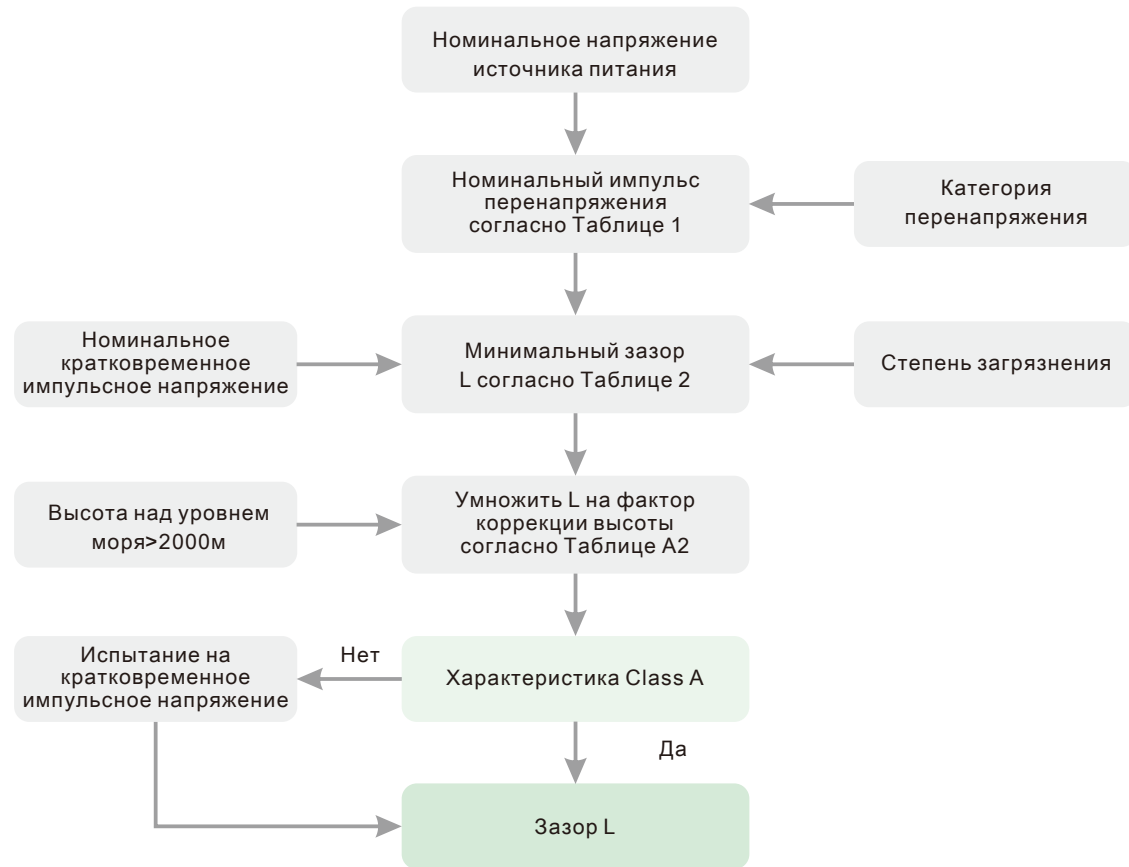 Номинальное напряжение
источника питания
Номинальный импульс
перенапряжения
согласно Таблице 1
Категория
перенапряжения
Номинальное
кратковременное
импульсное напряжение
Минимальный зазор
L согласно Таблице 2
Степень загрязнения
Высота над уровнем
моря>2000м
Умножить L на фактор
коррекции высоты
согласно Таблице A2
Испытание на
кратковременное
импульсное напряжение
Нет
Характеристика Class A
Да
Зазор L